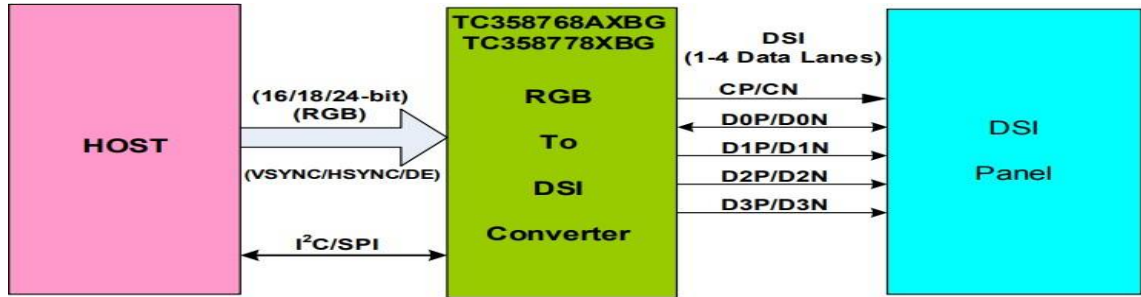 HOST
(16/18/24-bit)
(RGB)
(VSYNC/HSYNC/DE)
I²C/SPI
TC358768AXBG
TC358778XBG
RGB
To
DSI
Converter
DSI
(1-4 Data Lanes)
CP/CN
D0P/D0N
D1P/D1N
D2P/D2N
D3P/D3N
DSI
Panel